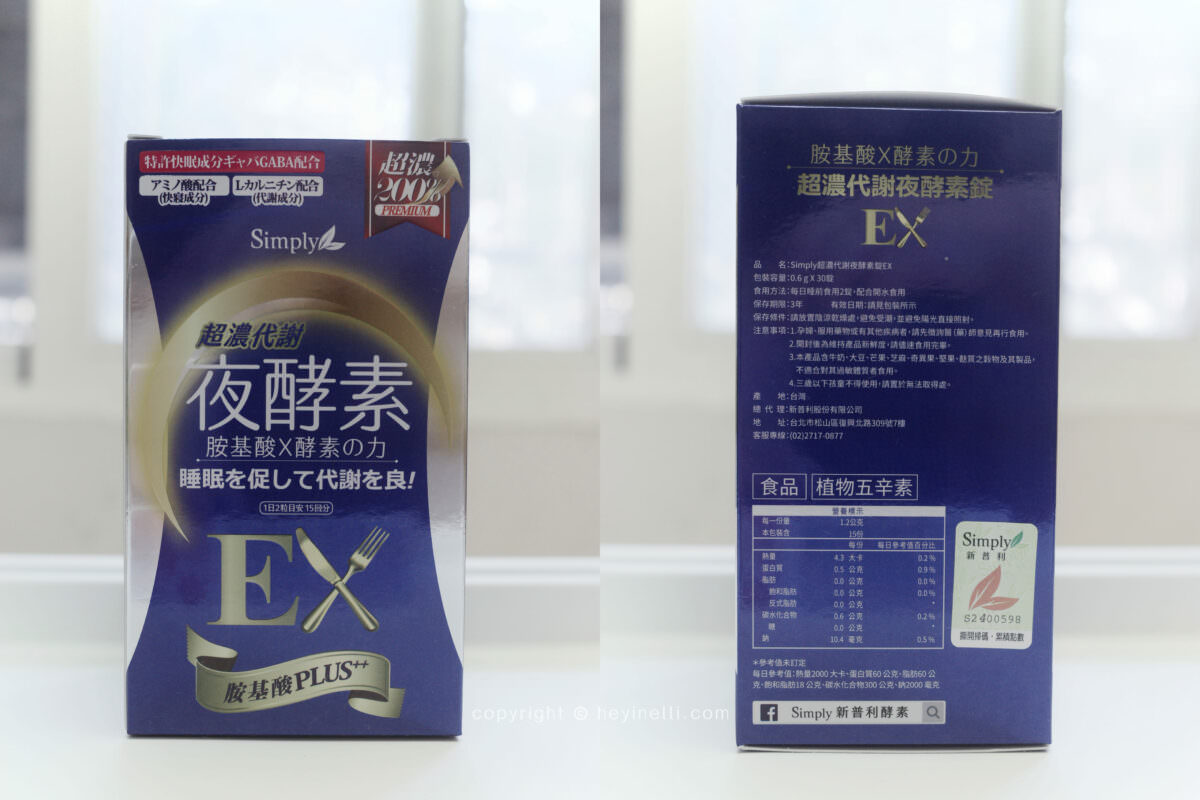 特許快眠成分ギャバGABA配合
アミノ酸配合
(快寝成分)
Lカルニチン配合
(代謝成分)
超濃
200%
PREMIUM
Simply
超濃代謝
夜酵素
胺基酸X酵素の力
睡眠を促して代謝を良!
1日2粒目安 15回分
EX
胺基酸PLUS++
胺基酸X酵素の力
超濃代謝夜酵素錠
EX
品 名:Simply超濃代謝夜酵素錠EX
包裝容量:0.6 g X 30錠
食用方法:每日睡前食用2錠,配合開水食用
保存期限:3年 有效日期:請見包裝所示
保存條件:請放置陰涼乾燥處,避免受潮,並避免陽光直接照射。
注意事項:1.孕婦、服用藥物或有其他疾病者,請先徵詢醫(藥)師意見再行食用。
2.開封後為維持產品新鮮度,請儘速食用完畢。
3.本產品含牛奶、大豆、芒果、芝麻、奇異果、堅果、麩質之穀物及其製品,
不適合對其過敏體質者食用。
4.三歲以下孩童不得使用,請置於無法取得處。
產 地:台灣
總 代 理:新普利股份有限公司
地 址:台北市松山區復興北路309號7樓
客服專線:(02)2717-0877
食品 植物五辛素
營養標示
每一份量 1.2公克
本包裝含 15份
每份 每日參考值百分比
熱量 4.3 大卡 0.2 %
蛋白質 0.5 公克 0.9 %
脂肪 0.0 公克 0.0 %
飽和脂肪 0.0 公克 0.0 %
反式脂肪 0.0 公克 *
碳水化合物 0.6 公克 0.2 %
糖 0.0 公克 *
鈉 10.4 毫克 0.5 %
*參考值未訂定
每日參考值:熱量2000 大卡、蛋白質60 公克、脂肪60 公
克、飽和脂肪18 公克、碳水化合物300 公克、鈉2000 毫克
Simply
新普利
S2400598
撕開掃碼・累積點數
f Simply 新普利酵素
copyright © heyinelli.com